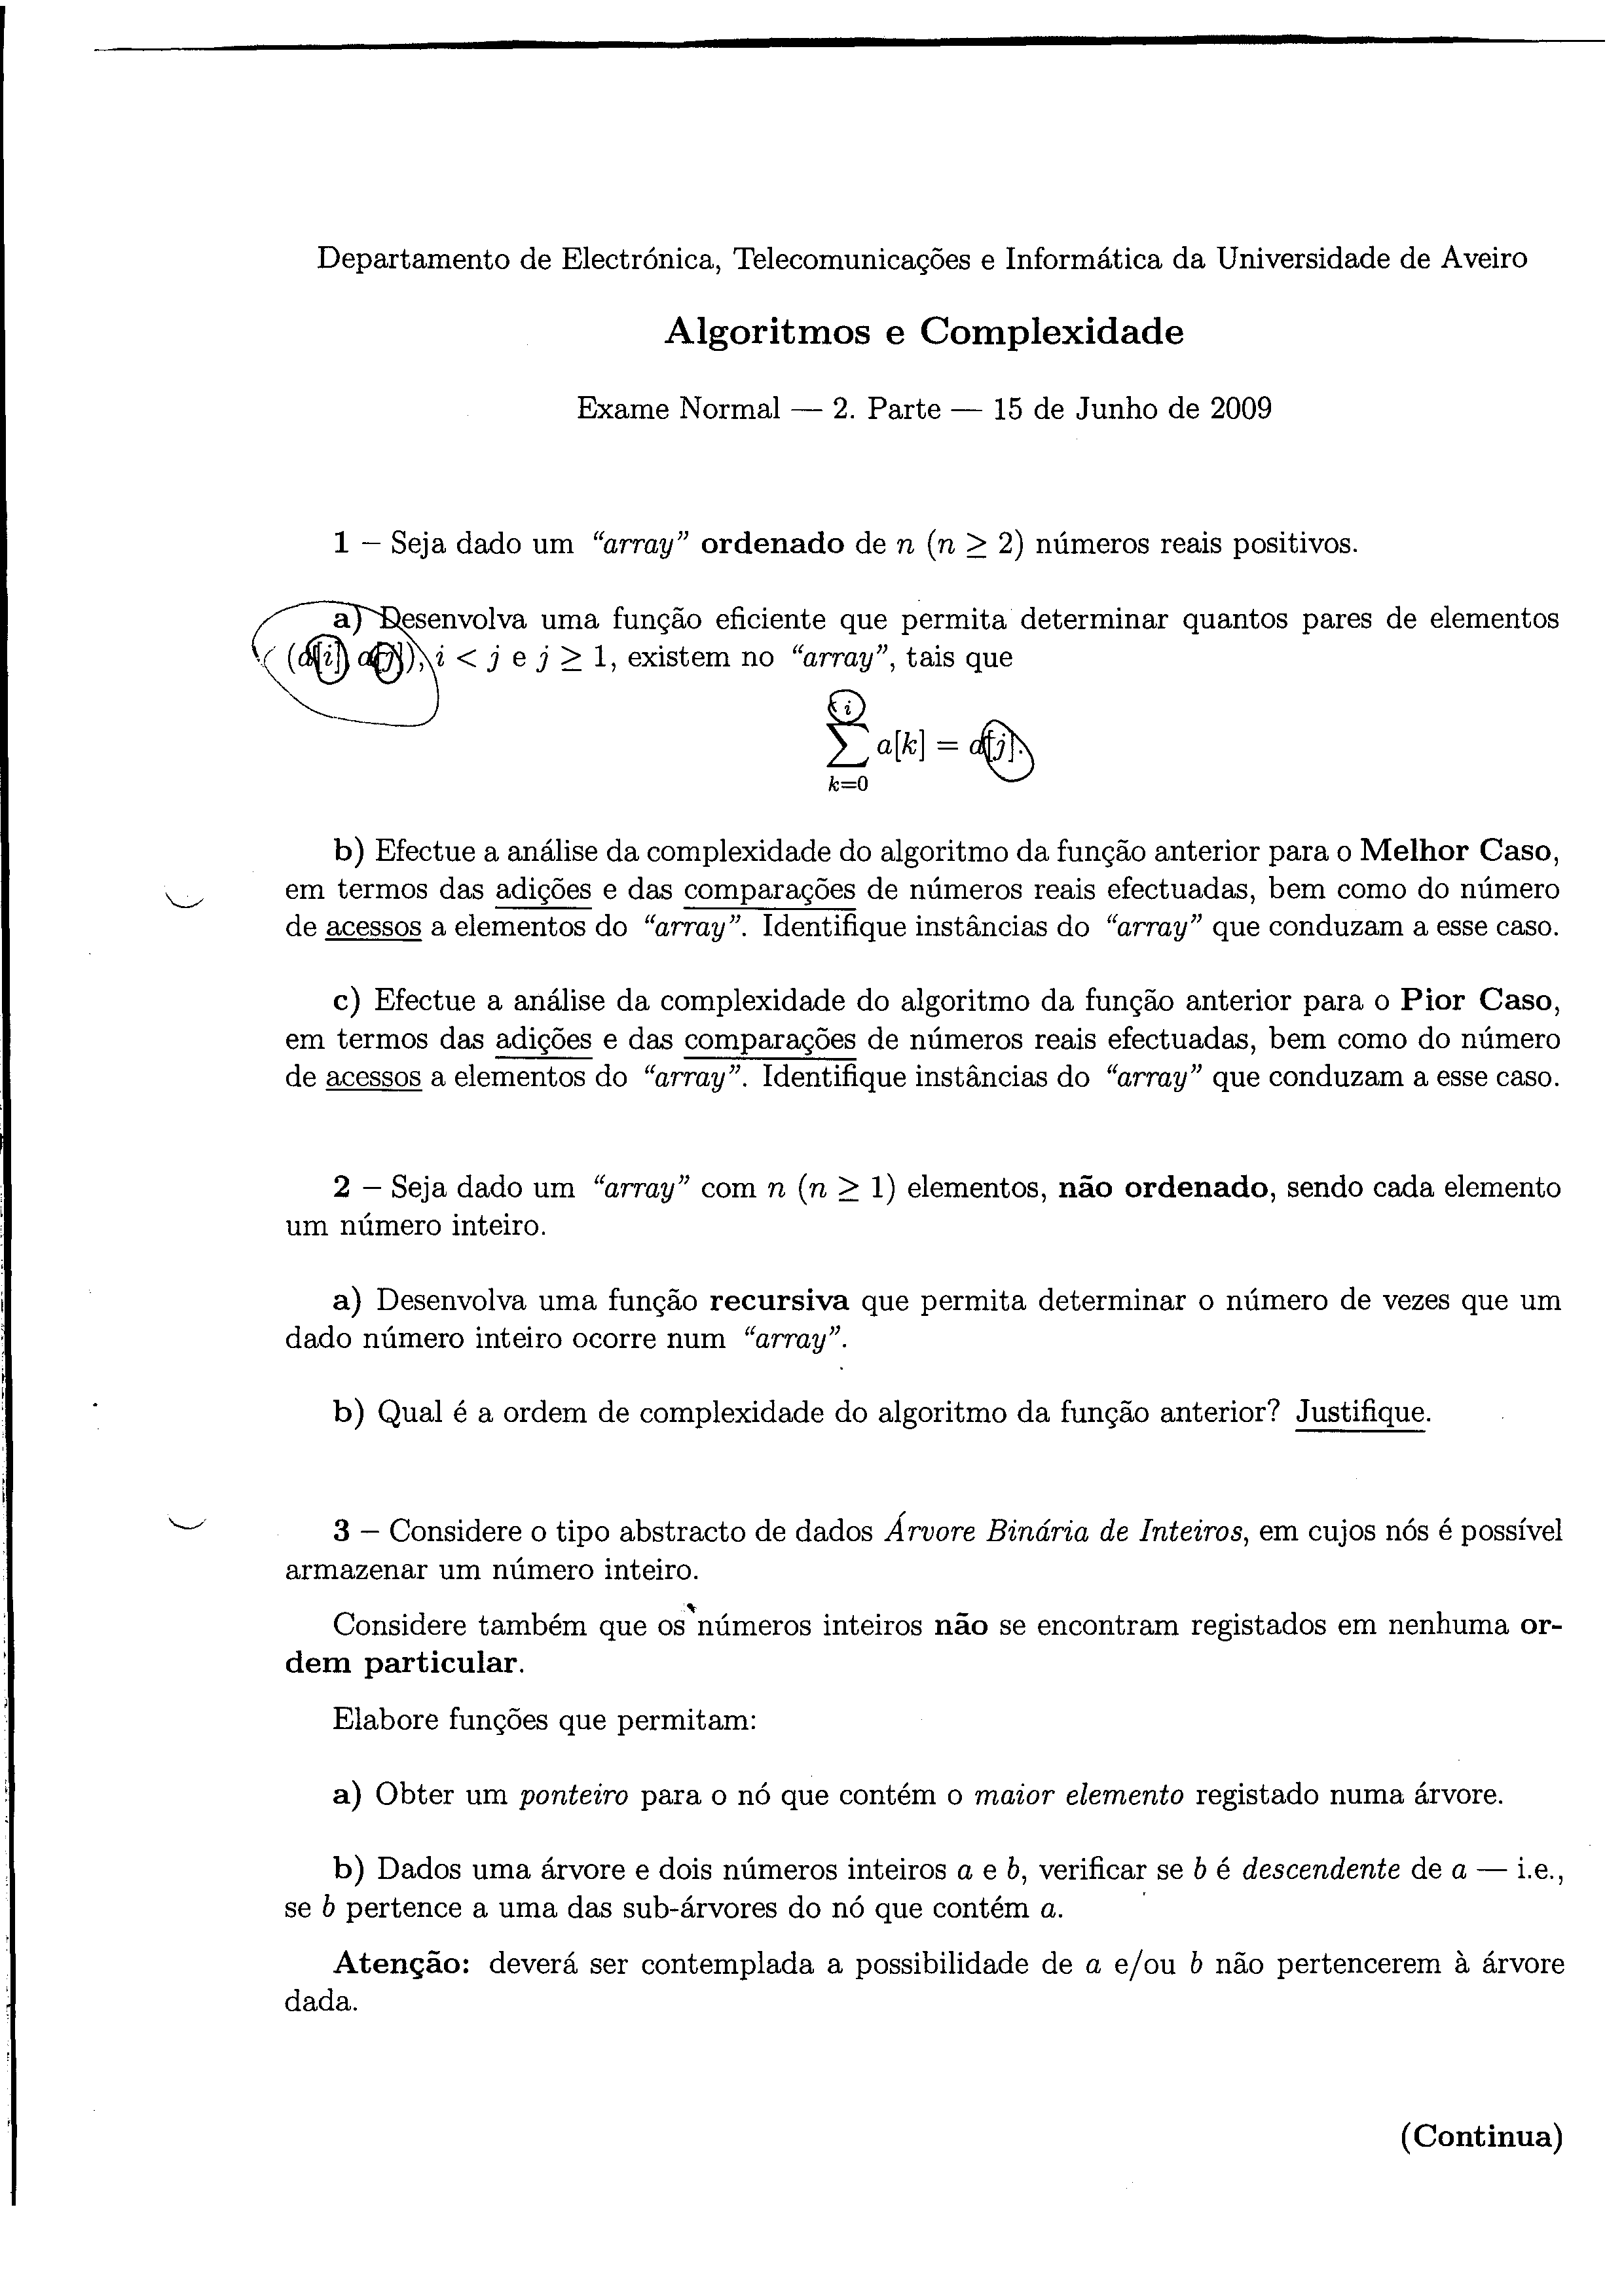 Departamento de Electrónica, Telecomunicações e Informática da Universidade de Aveiro
Algoritmos e Complexidade
Exame Normal — 2. Parte — 15 de Junho de 2009
1 – Seja dado um “array” ordenado de n (n ≥ 2) números reais positivos.
a) Desenvolva uma função eficiente que permita determinar quantos pares de elementos
(a[i], a[j]), i < j e j ≥ 1, existem no “array”, tais que
i
∑ a[k] = a[j].
k=0
b) Efectue a análise da complexidade do algoritmo da função anterior para o Melhor Caso,
em termos das adições e das comparações de números reais efectuadas, bem como do número
de acessos a elementos do “array”. Identifique instâncias do “array” que conduzam a esse caso.
c) Efectue a análise da complexidade do algoritmo da função anterior para o Pior Caso,
em termos das adições e das comparações de números reais efectuadas, bem como do número
de acessos a elementos do “array”. Identifique instâncias do “array” que conduzam a esse caso.
2 – Seja dado um “array” com n (n ≥ 1) elementos, não ordenado, sendo cada elemento
um número inteiro.
a) Desenvolva uma função recursiva que permita determinar o número de vezes que um
dado número inteiro ocorre num “array”.
b) Qual é a ordem de complexidade do algoritmo da função anterior? Justifique.
3 – Considere o tipo abstracto de dados Árvore Binária de Inteiros, em cujos nós é possível
armazenar um número inteiro.
Considere também que os números inteiros não se encontram registados em nenhuma or-
dem particular.
Elabore funções que permitam:
a) Obter um ponteiro para o nó que contém o maior elemento registado numa árvore.
b) Dados uma árvore e dois números inteiros a e b, verificar se b é descendente de a — i.e.,
se b pertence a uma das sub-árvores do nó que contém a.
Atenção: deverá ser contemplada a possibilidade de a e/ou b não pertencerem à árvore
dada.
(Continua)